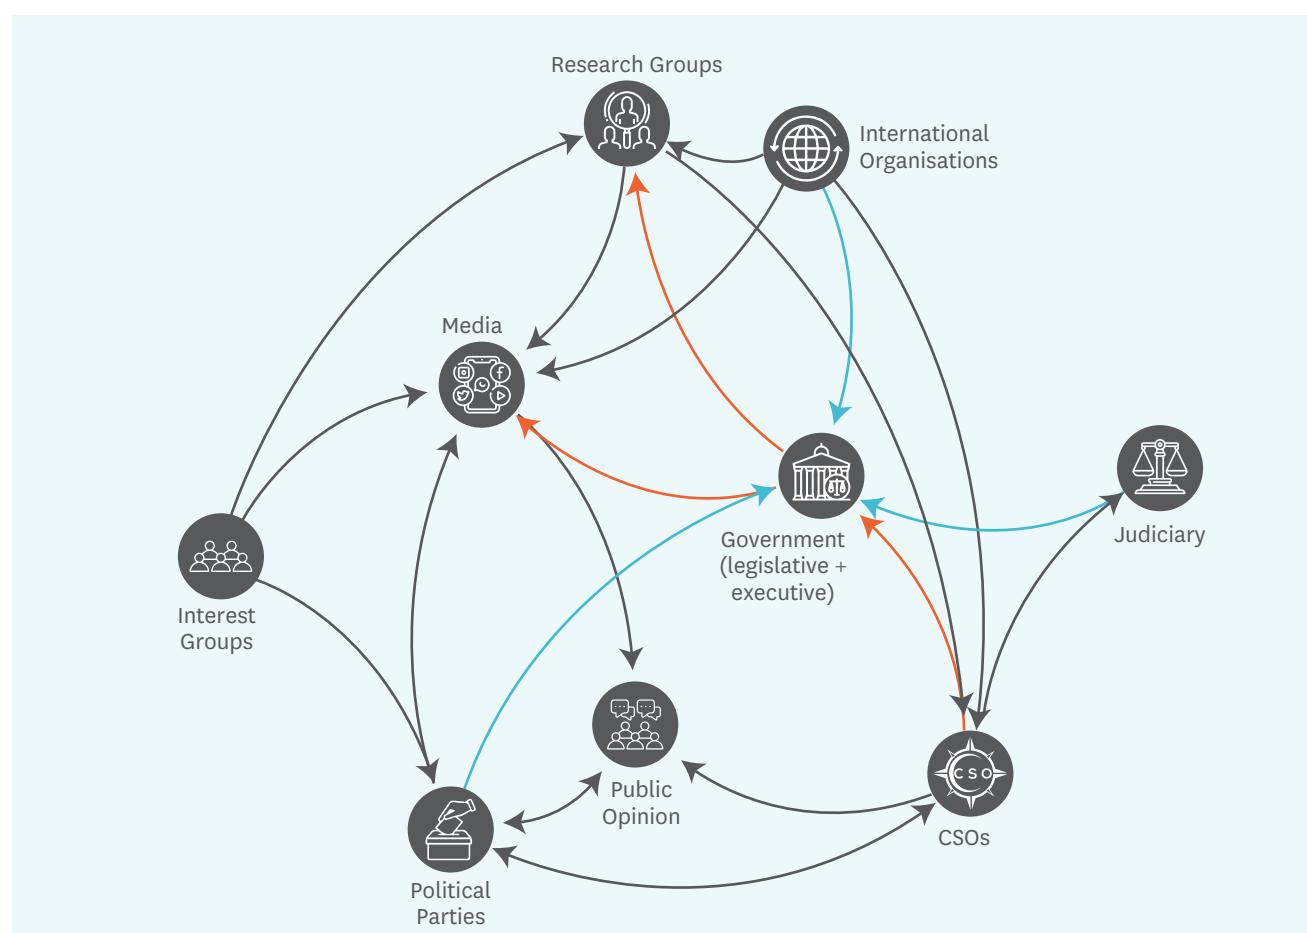 Research Groups
International
Organisations
Media
Government
(legislative +
executive)
Judiciary
Interest
Groups
Public
Opinion
CSO
CSOs
Political
Parties